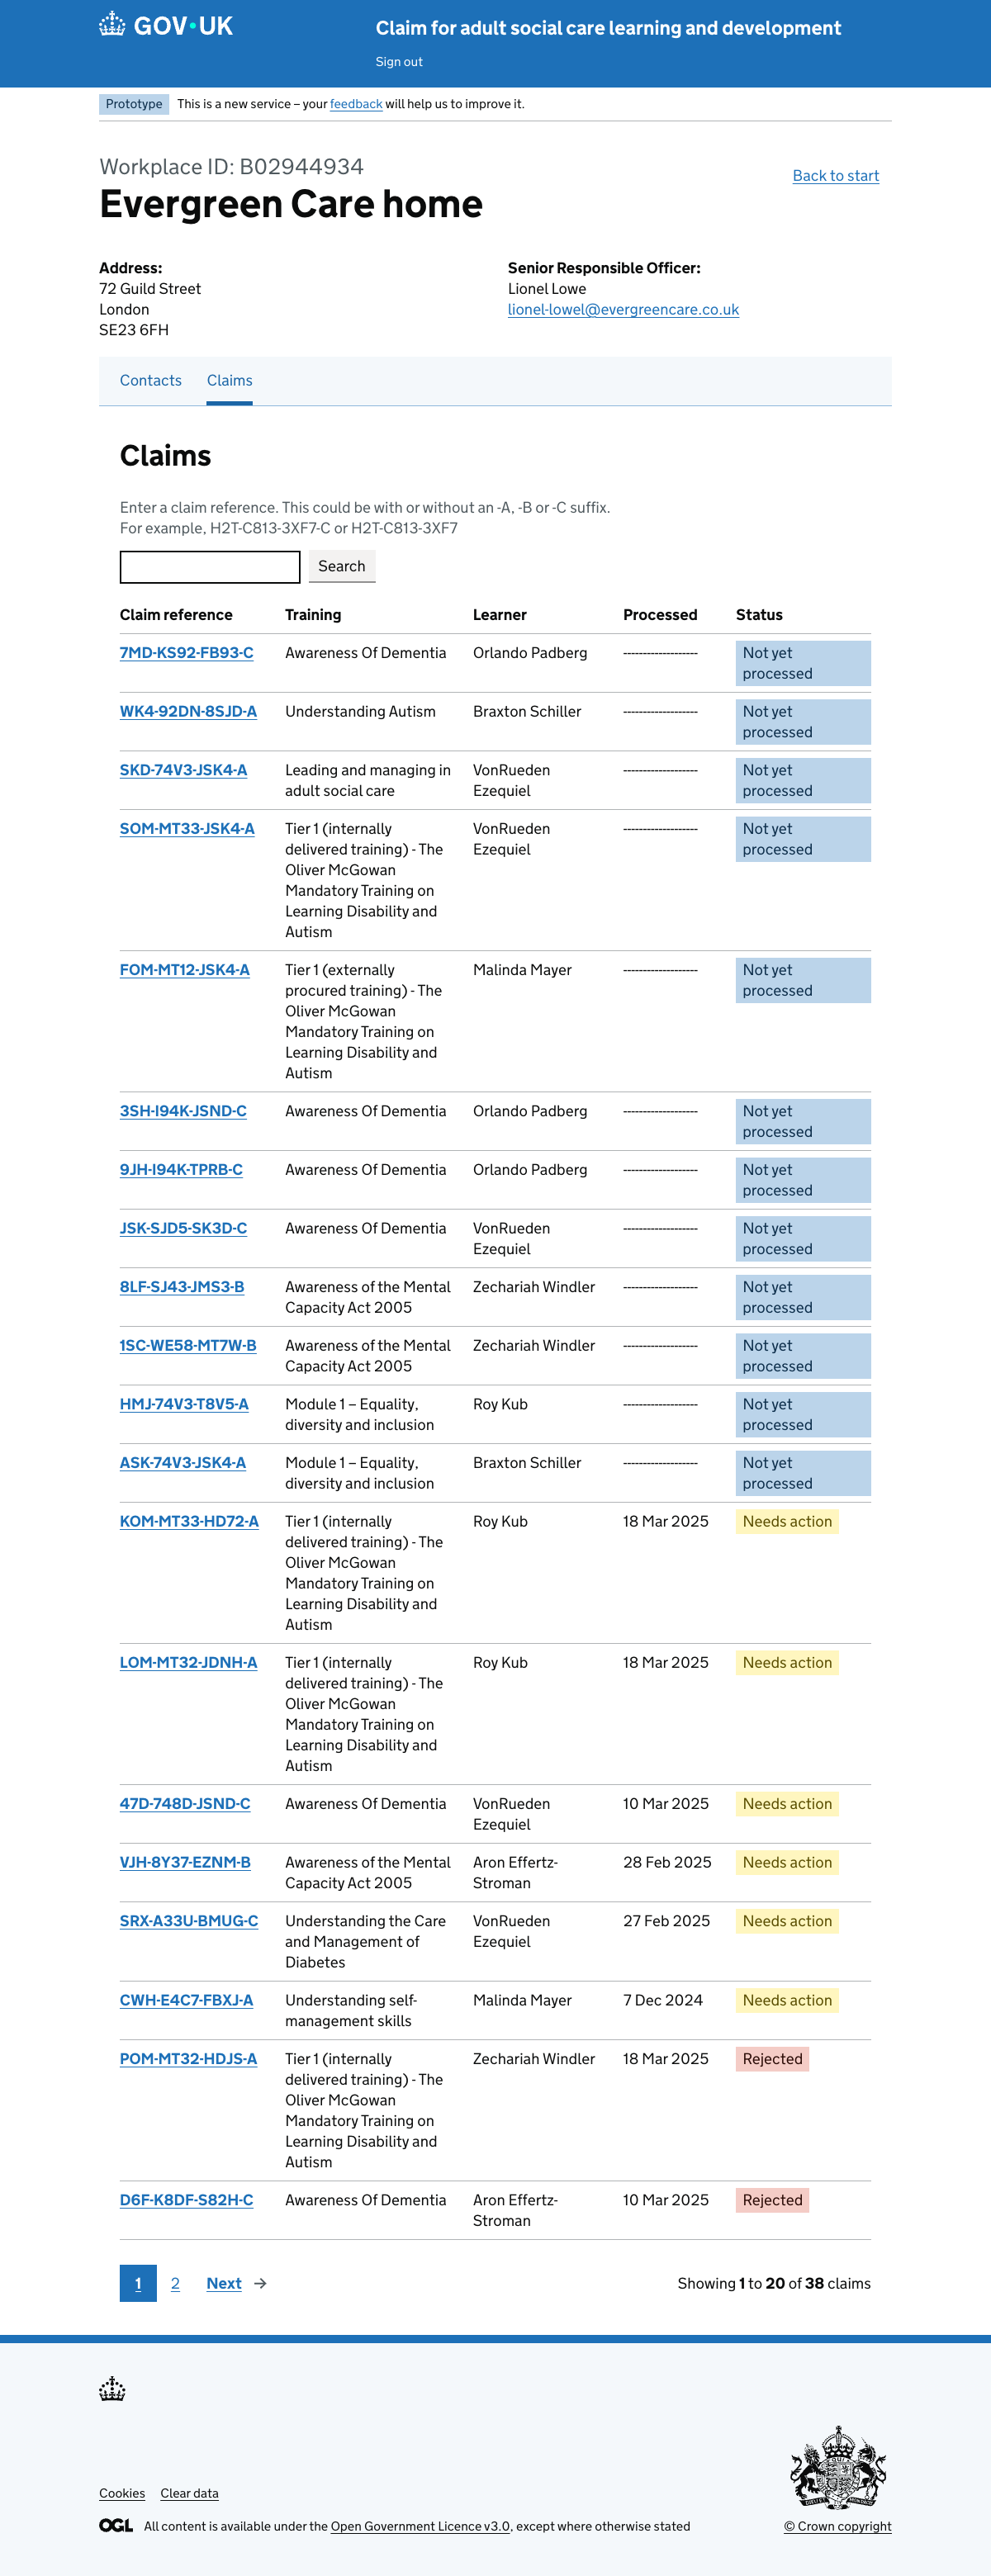 GOV·UK
Claim for adult social care learning and development
Sign out
Prototype This is a new service – your feedback will help us to improve it.
Workplace ID: B02944934
Back to start
Evergreen Care home
Address:
72 Guild Street
London
SE23 6FH
Senior Responsible Officer:
Lionel Lowe
lionel-lowel@evergreencare.co.uk
Contacts Claims
Claims
Enter a claim reference. This could be with or without an -A, -B or -C suffix.
For example, H2T-C813-3XF7-C or H2T-C813-3XF7
Search
Claim reference Training Learner Processed Status
7MD-KS92-FB93-C Awareness Of Dementia Orlando Padberg ------------------- Not yet
processed
WK4-92DN-8SJD-A Understanding Autism Braxton Schiller ------------------- Not yet
processed
SKD-74V3-JSK4-A Leading and managing in VonRueden ------------------- Not yet
adult social care Ezequiel processed
SOM-MT33-JSK4-A Tier 1 (internally VonRueden ------------------- Not yet
delivered training) - The Ezequiel processed
Oliver McGowan
Mandatory Training on
Learning Disability and
Autism
FOM-MT12-JSK4-A Tier 1 (externally Malinda Mayer ------------------- Not yet
procured training) - The processed
Oliver McGowan
Mandatory Training on
Learning Disability and
Autism
3SH-I94K-JSND-C Awareness Of Dementia Orlando Padberg ------------------- Not yet
processed
9JH-I94K-TPRB-C Awareness Of Dementia Orlando Padberg ------------------- Not yet
processed
JSK-SJD5-SK3D-C Awareness Of Dementia VonRueden ------------------- Not yet
Ezequiel processed
8LF-SJ43-JMS3-B Awareness of the Mental Zechariah Windler ------------------- Not yet
Capacity Act 2005 processed
1SC-WE58-MT7W-B Awareness of the Mental Zechariah Windler ------------------- Not yet
Capacity Act 2005 processed
HMJ-74V3-T8V5-A Module 1 – Equality, Roy Kub ------------------- Not yet
diversity and inclusion processed
ASK-74V3-JSK4-A Module 1 – Equality, Braxton Schiller ------------------- Not yet
diversity and inclusion processed
KOM-MT33-HD72-A Tier 1 (internally Roy Kub 18 Mar 2025 Needs action
delivered training) - The
Oliver McGowan
Mandatory Training on
Learning Disability and
Autism
LOM-MT32-JDNH-A Tier 1 (internally Roy Kub 18 Mar 2025 Needs action
delivered training) - The
Oliver McGowan
Mandatory Training on
Learning Disability and
Autism
47D-748D-JSND-C Awareness Of Dementia VonRueden 10 Mar 2025 Needs action
Ezequiel
VJH-8Y37-EZNM-B Awareness of the Mental Aron Effertz- 28 Feb 2025 Needs action
Capacity Act 2005 Stroman
SRX-A33U-BMUG-C Understanding the Care VonRueden 27 Feb 2025 Needs action
and Management of Ezequiel
Diabetes
CWH-E4C7-FBXJ-A Understanding self- Malinda Mayer 7 Dec 2024 Needs action
management skills
POM-MT32-HDJS-A Tier 1 (internally Zechariah Windler 18 Mar 2025 Rejected
delivered training) - The
Oliver McGowan
Mandatory Training on
Learning Disability and
Autism
D6F-K8DF-S82H-C Awareness Of Dementia Aron Effertz- 10 Mar 2025 Rejected
Stroman
1 2 Next → Showing 1 to 20 of 38 claims
Cookies Clear data
OGL All content is available under the Open Government Licence v3.0, except where otherwise stated
© Crown copyright